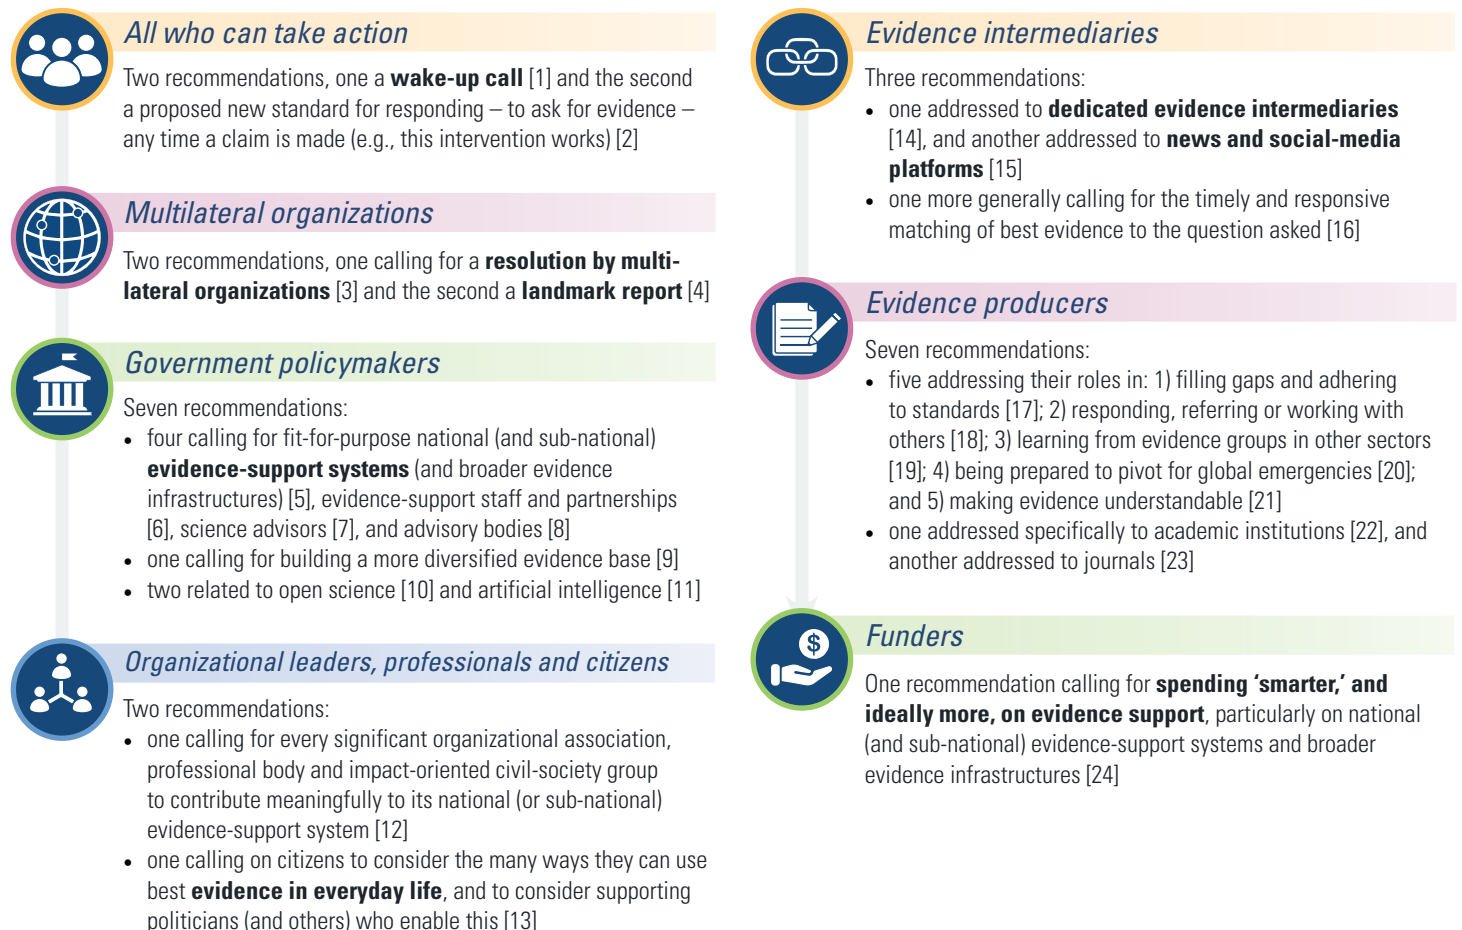 All who can take action
Two recommendations, one a wake-up call [1] and the second
a proposed new standard for responding – to ask for evidence –
any time a claim is made (e.g., this intervention works) [2]
Multilateral organizations
Two recommendations, one calling for a resolution by multi-
lateral organizations [3] and the second a landmark report [4]
Government policymakers
Seven recommendations:
• four calling for fit-for-purpose national (and sub-national)
evidence-support systems (and broader evidence
infrastructures) [5], evidence-support staff and partnerships
[6], science advisors [7], and advisory bodies [8]
• one calling for building a more diversified evidence base [9]
• two related to open science [10] and artificial intelligence [11]
Organizational leaders, professionals and citizens
Two recommendations:
• one calling for every significant organizational association,
professional body and impact-oriented civil-society group
to contribute meaningfully to its national (or sub-national)
evidence-support system [12]
• one calling on citizens to consider the many ways they can use
best evidence in everyday life, and to consider supporting
politicians (and others) who enable this [13]
Evidence intermediaries
Three recommendations:
• one addressed to dedicated evidence intermediaries
[14], and another addressed to news and social-media
platforms [15]
• one more generally calling for the timely and responsive
matching of best evidence to the question asked [16]
Evidence producers
Seven recommendations:
• five addressing their roles in: 1) filling gaps and adhering
to standards [17]; 2) responding, referring or working with
others [18]; 3) learning from evidence groups in other sectors
[19]; 4) being prepared to pivot for global emergencies [20];
and 5) making evidence understandable [21]
• one addressed specifically to academic institutions [22], and
another addressed to journals [23]
$
Funders
One recommendation calling for spending ‘smarter,’ and
ideally more, on evidence support, particularly on national
(and sub-national) evidence-support systems and broader
evidence infrastructures [24]